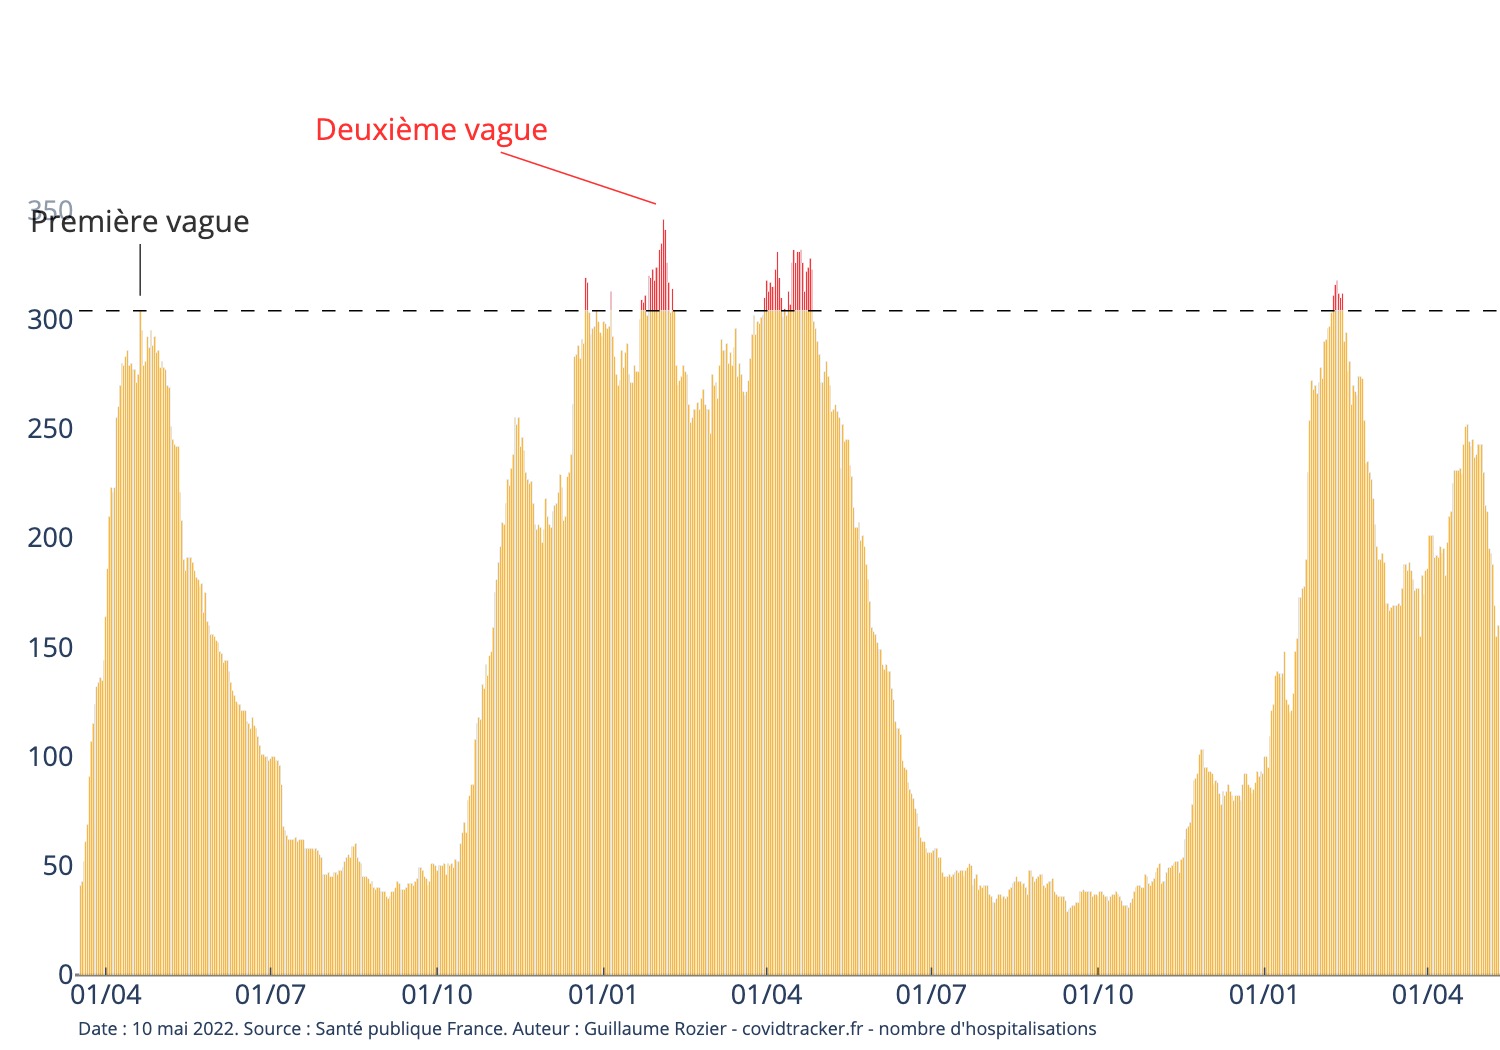 Deuxième vague
350
Première vague
300
250
200
150
100
50
0
01/04 01/07 01/10 01/01 01/04 01/07 01/10 01/01 01/04
Date : 10 mai 2022. Source : Santé publique France. Auteur : Guillaume Rozier - covidtracker.fr - nombre d'hospitalisations